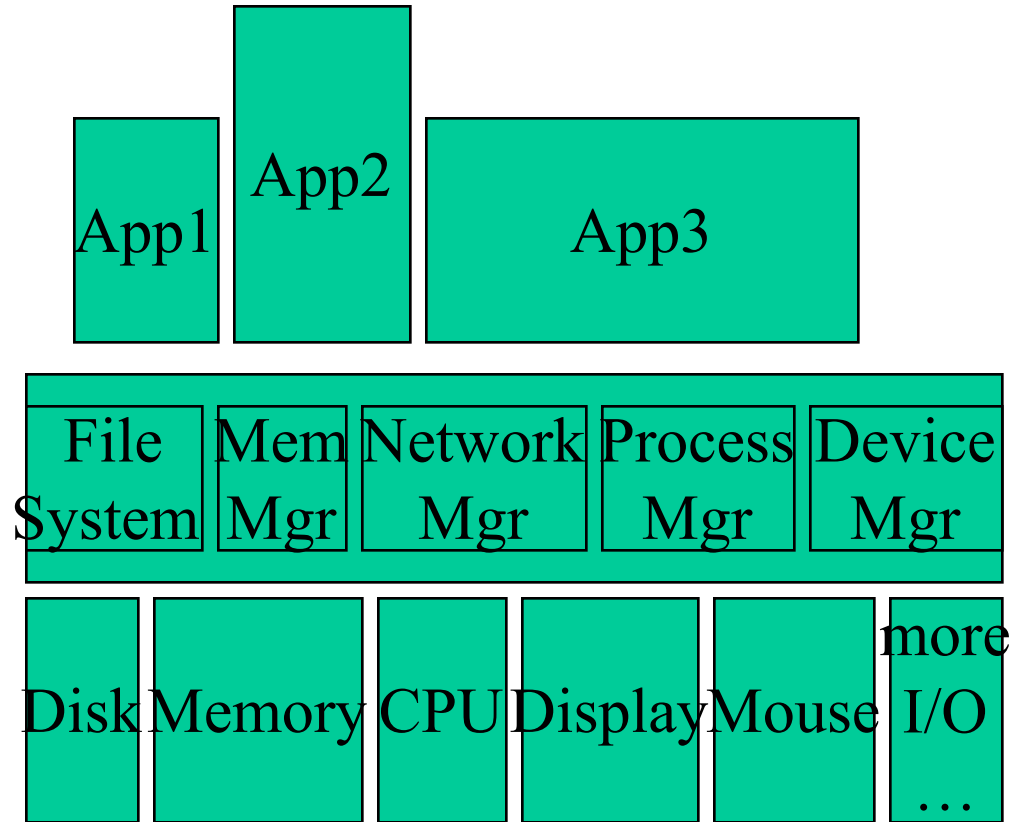 App1
App2
App3
File
System
Mem
Mgr
Network
Mgr
Process
Mgr
Device
Mgr
Disk
Memory
CPU
Display
Mouse
more
I/O
…